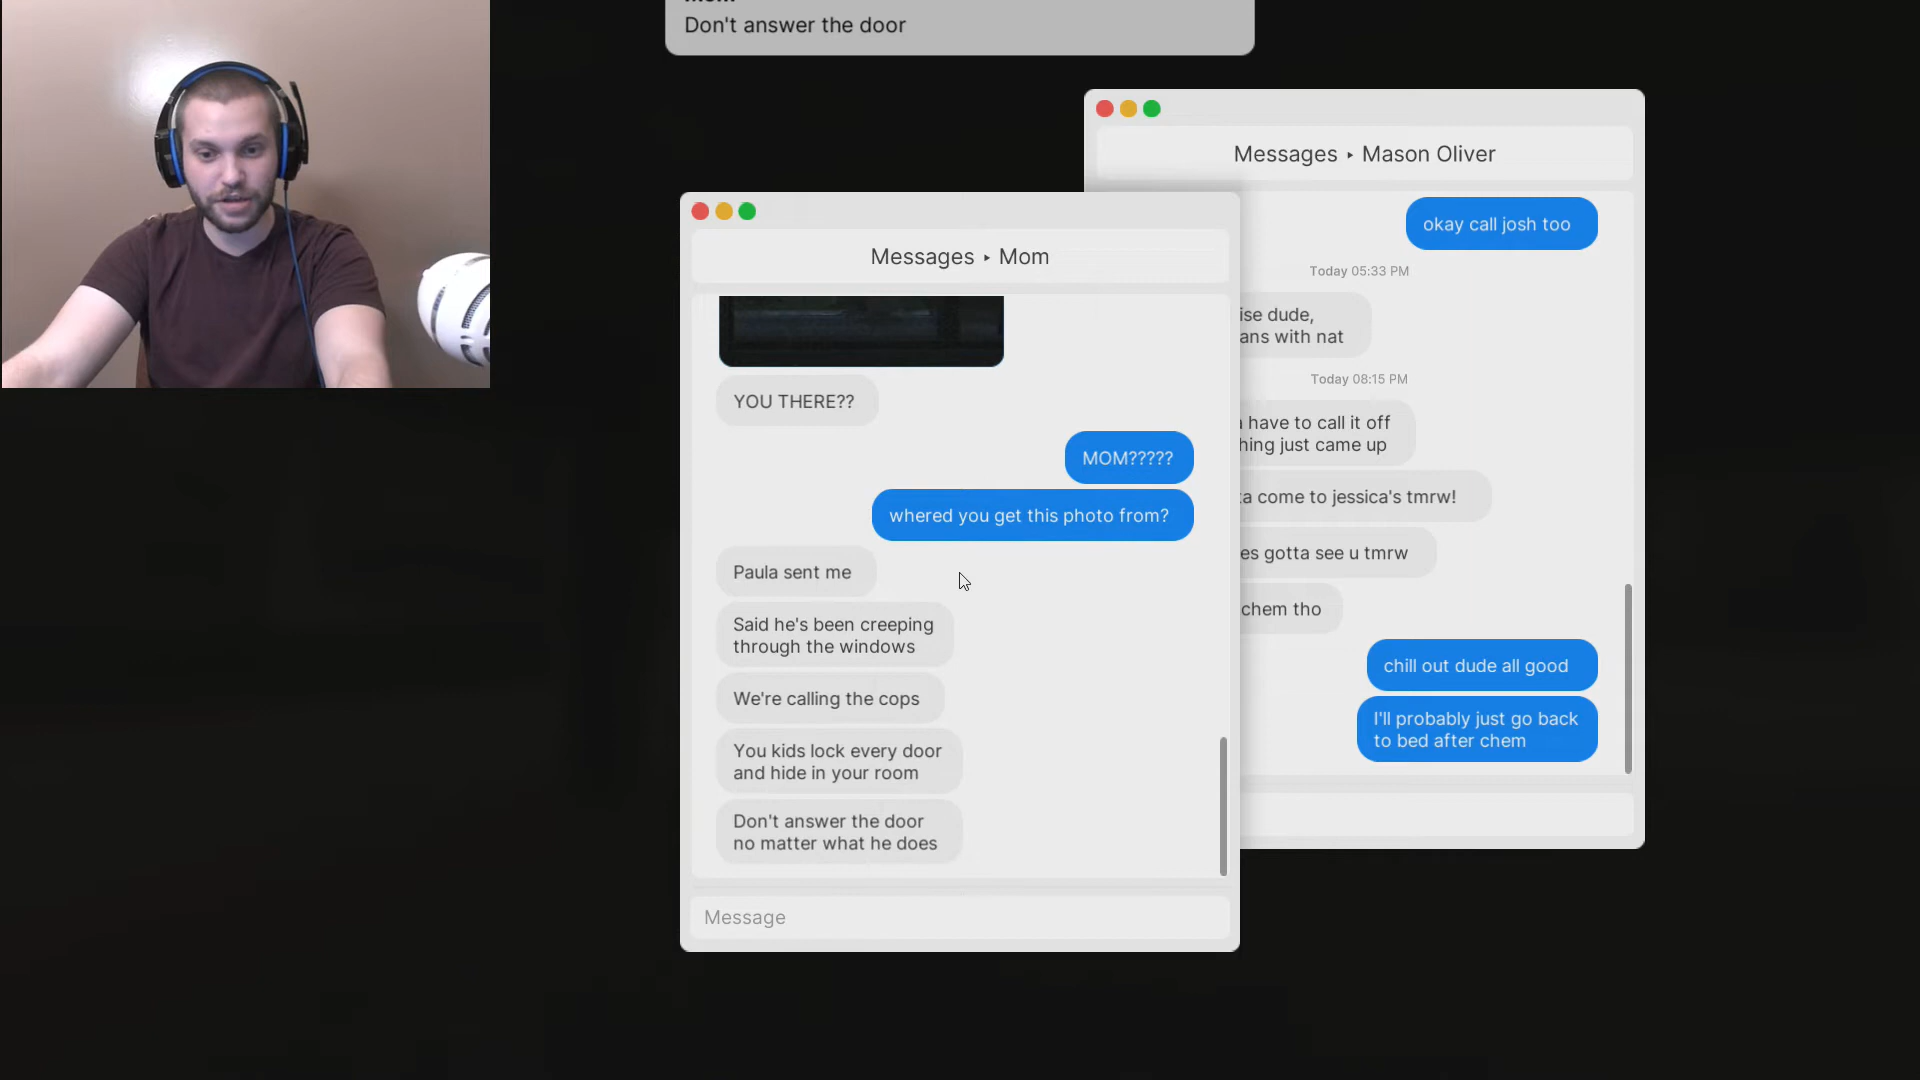 Don't answer the door
Messages ▸ Mason Oliver
okay call josh too
Today 05:33 PM
dude,
with nat
Today 08:15 PM
have to call it off
just came up
come to jessica's tmrw!
gotta see u tmrw
chem tho
chill out dude all good
I'll probably just go back
to bed after chem
Messages ▸ Mom
YOU THERE??
MOM?????
whered you get this photo from?
Paula sent me
Said he's been creeping
through the windows
We're calling the cops
You kids lock every door
and hide in your room
Don't answer the door
no matter what he does
Message